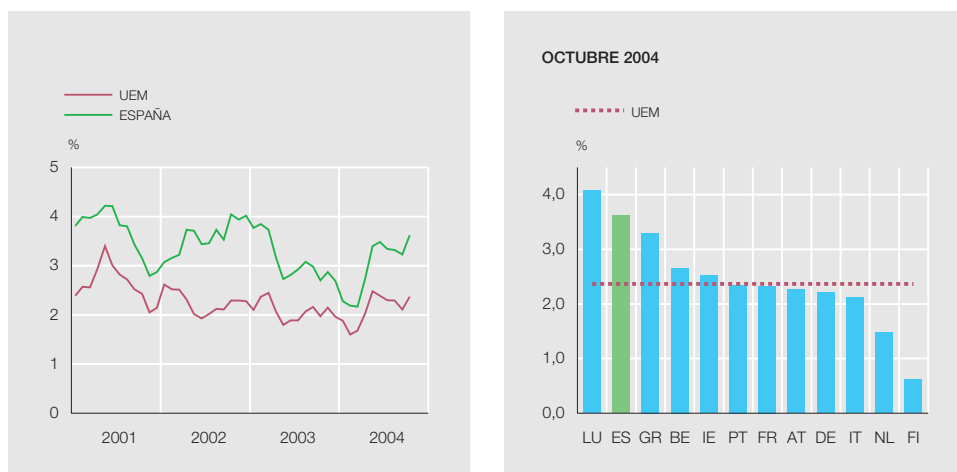 UEM
ESPAÑA
%
5
4
3
2
1
0
2001 2002 2003 2004
OCTUBRE 2004
UEM
%
4,0
3,0
2,0
1,0
0,0
LU ES GR BE IE PT FR AT DE IT NL FI